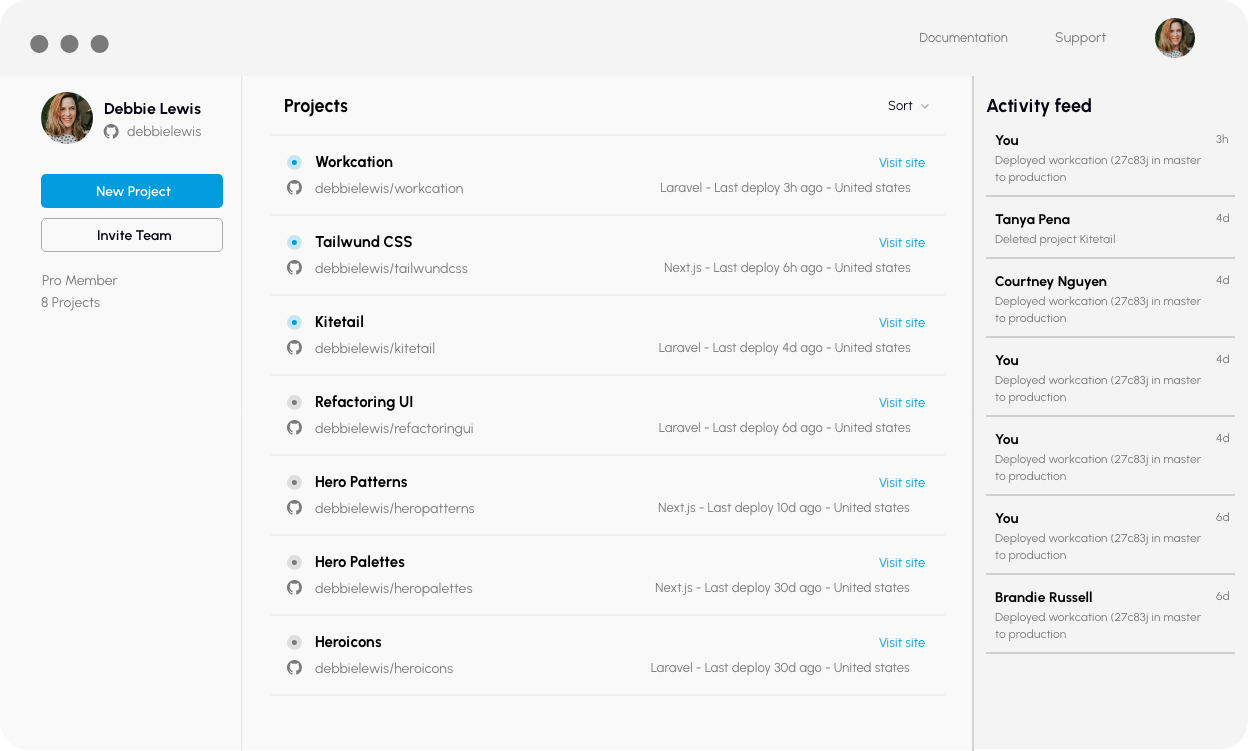 Documentation
Support
Debbie Lewis
debbielewis
New Project
Invite Team
Pro Member
8 Projects
Projects
Sort
Workcation
Visit site
debbielewis/workcation
Laravel - Last deploy 3h ago - United states
Tailwund CSS
Visit site
debbielewis/tailwundcss
Next.js - Last deploy 6h ago - United states
Kitetail
Visit site
debbielewis/kitetail
Laravel - Last deploy 4d ago - United states
Refactoring UI
Visit site
debbielewis/refactoringui
Laravel - Last deploy 6d ago - United states
Hero Patterns
Visit site
debbielewis/heropatterns
Next.js - Last deploy 10d ago - United states
Hero Palettes
Visit site
debbielewis/heropalettes
Next.js - Last deploy 30d ago - United states
Heroicons
Visit site
debbielewis/heroicons
Laravel - Last deploy 30d ago - United states
Activity feed
You
3h
Deployed workcation (27c83j in master
to production
Tanya Pena
4d
Deleted project Kitetail
Courtney Nguyen
4d
Deployed workcation (27c83j in master
to production
You
4d
Deployed workcation (27c83j in master
to production
You
4d
Deployed workcation (27c83j in master
to production
You
6d
Deployed workcation (27c83j in master
to production
Brandie Russell
6d
Deployed workcation (27c83j in master
to production